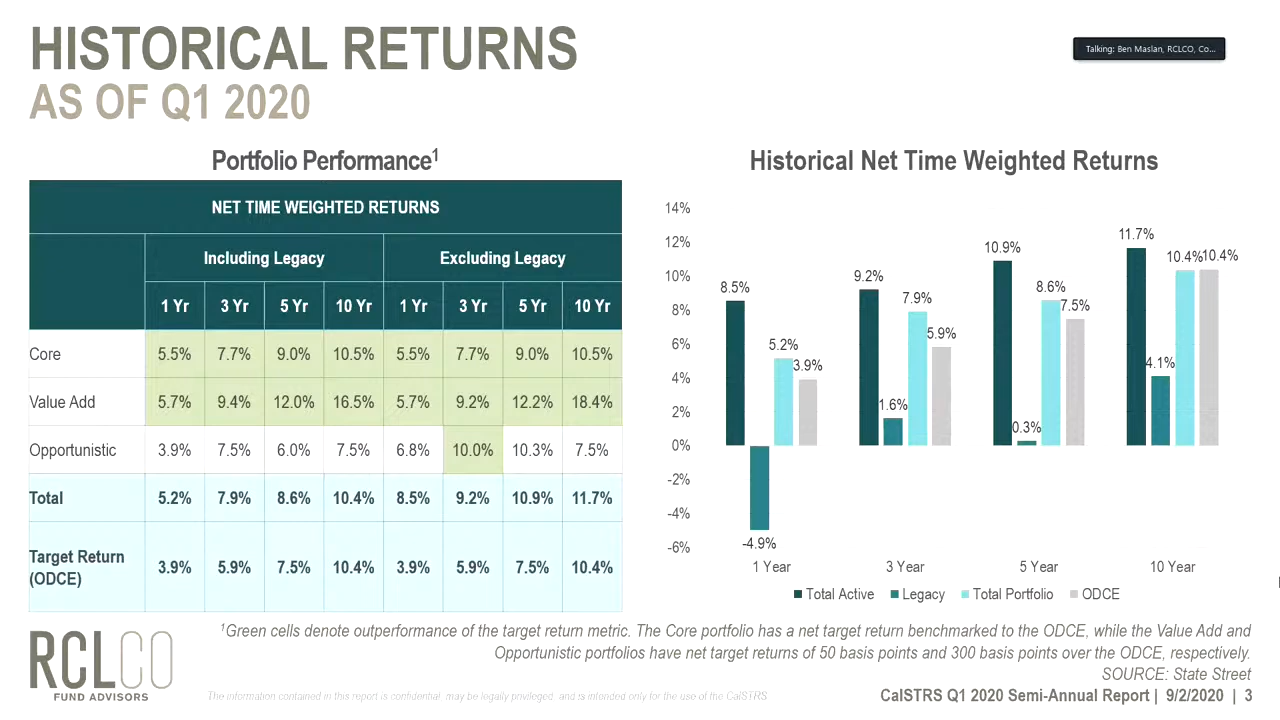 HISTORICAL RETURNS
AS OF Q1 2020
Talking: Ben Maslan, RCLCO, Co...
Portfolio Performance¹
NET TIME WEIGHTED RETURNS
Including Legacy Excluding Legacy
1 Yr 3 Yr 5 Yr 10 Yr 1 Yr 3 Yr 5 Yr 10 Yr
Core 5.5% 7.7% 9.0% 10.5% 5.5% 7.7% 9.0% 10.5%
Value Add 5.7% 9.4% 12.0% 16.5% 5.7% 9.2% 12.2% 18.4%
Opportunistic 3.9% 7.5% 6.0% 7.5% 6.8% 10.0% 10.3% 7.5%
Total 5.2% 7.9% 8.6% 10.4% 8.5% 9.2% 10.9% 11.7%
Target Return
(ODCE) 3.9% 5.9% 7.5% 10.4% 3.9% 5.9% 7.5% 10.4%
Historical Net Time Weighted Returns
14%
12%
10%
8%
6%
4%
2%
0%
-2%
-4%
-6%
8.5% -4.9% 5.2% 3.9%
9.2% 1.6% 7.9% 5.9%
10.9% 0.3% 8.6% 7.5%
11.7% 4.1% 10.4% 10.4%
1 Year 3 Year 5 Year 10 Year
Total Active Legacy Total Portfolio ODCE
¹Green cells denote outperformance of the target return metric. The Core portfolio has a net target return benchmarked to the ODCE, while the Value Add and
Opportunistic portfolios have net target returns of 50 basis points and 300 basis points over the ODCE, respectively.
SOURCE: State Street
RCLCO
FUND ADVISORS
The information contained in this report is confidential, may be legally privileged, and is intended only for the use of the CalSTRS
CalSTRS Q1 2020 Semi-Annual Report | 9/2/2020 | 3